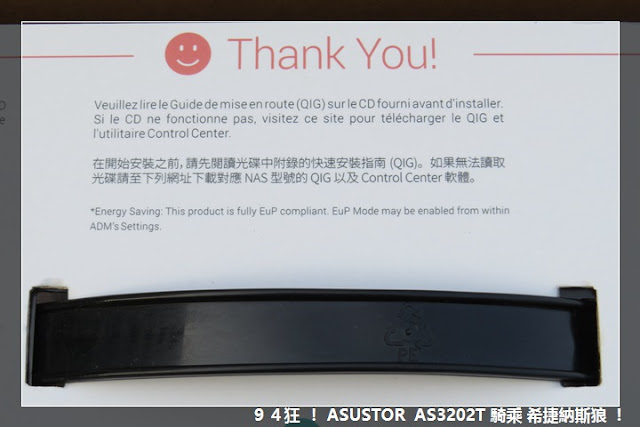 Thank You!
Veuillez lire le Guide de mise en route (QIG) sur le CD fourni avant d'installer.
Si le CD ne fonctionne pas, visitez ce site pour télécharger le QIG et
l'utilitaire Control Center.
在開始安裝之前, 請先閱讀光碟中附錄的快速安裝指南 (QIG)。如果無法讀取
光碟請至下列網址下載對應 NAS 型號的 QIG 以及 Control Center 軟體。
*Energy Saving: This product is fully EuP compliant. EuP Mode may be enabled from within
ADM's Settings.
９４狂 ！ ASUSTOR AS3202T 騎乘 希捷納斯狼 ！